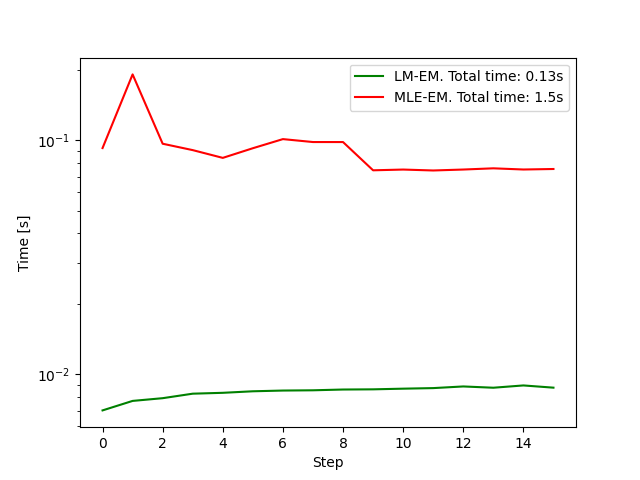 LM-EM. Total time: 0.13s
MLE-EM. Total time: 1.5s
10⁻¹
10⁻²
Time [s]
0 2 4 6 8 10 12 14
Step